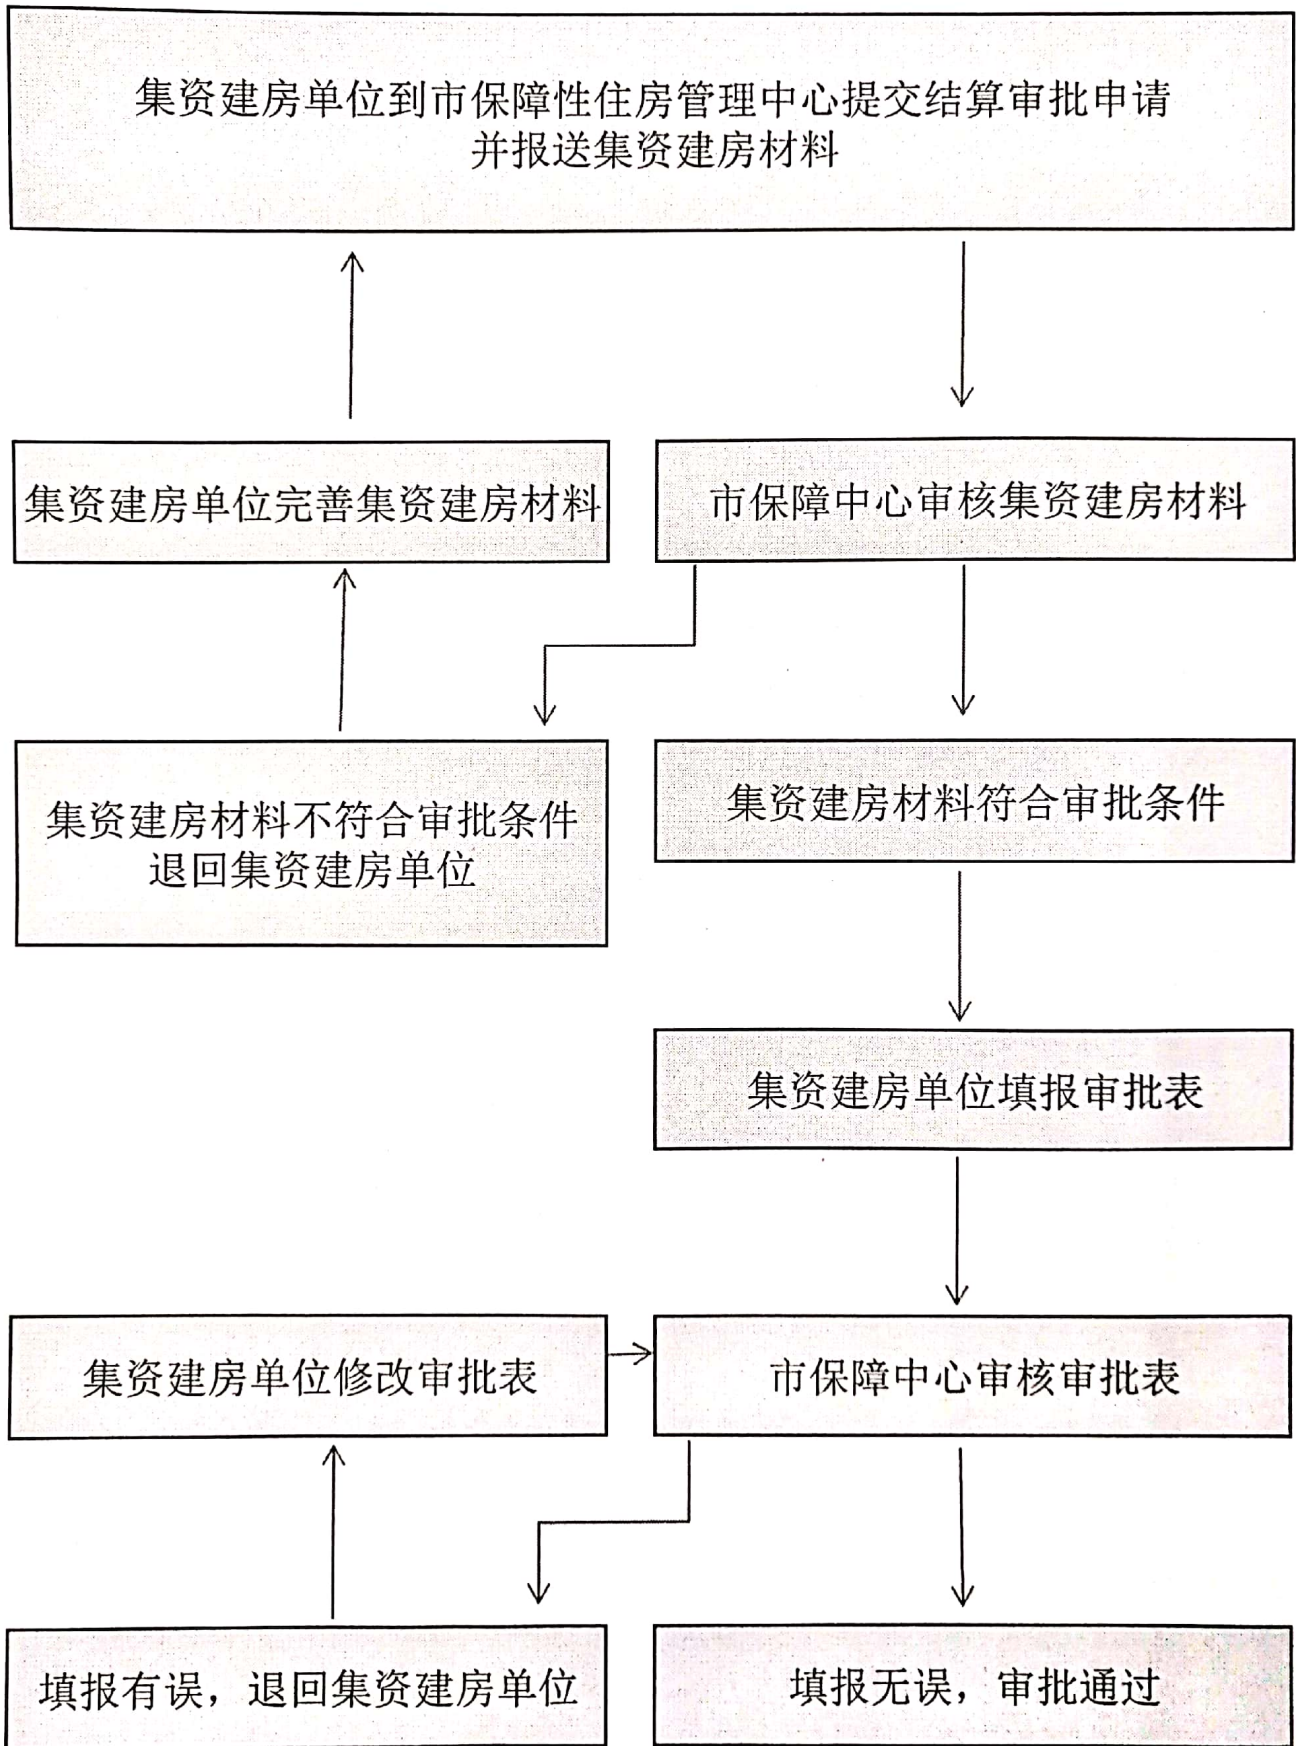 集资建房单位到市保障性住房管理中心提交结算审批申请
并报送集资建房材料
集资建房单位完善集资建房材料
市保障中心审核集资建房材料
集资建房材料不符合审批条件
退回集资建房单位
集资建房材料符合审批条件
集资建房单位填报审批表
集资建房单位修改审批表
市保障中心审核审批表
填报有误，退回集资建房单位
填报无误，审批通过